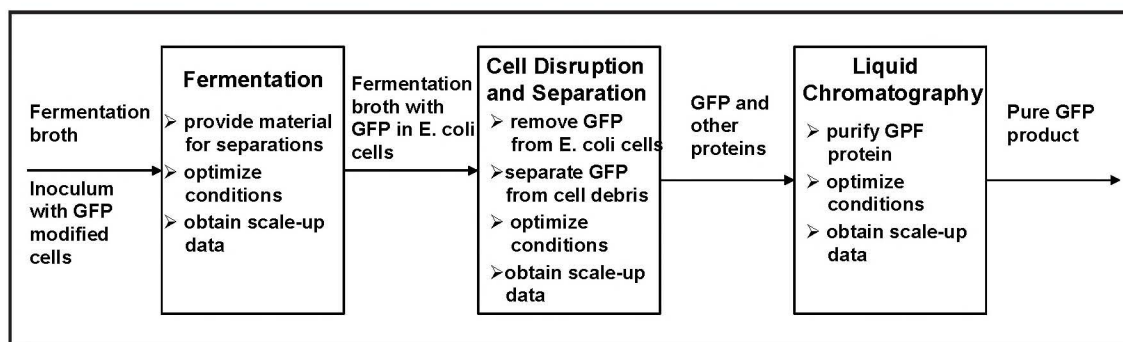 Fermentation
broth
Inoculum
with GFP
modified
cells
Fermentation
➢ provide material
for separations
➢ optimize
conditions
➢ obtain scale-up
data
Fermentation
broth with
GFP in E. coli
cells
Cell Disruption
and Separation
➢ remove GFP
from E. coli cells
➢separate GFP
from cell debris
➢ optimize
conditions
➢obtain scale-up
data
GFP and
other
proteins
Liquid
Chromatography
➢ purify GPF
protein
➢ optimize
conditions
➢ obtain scale-up
data
Pure GFP
product